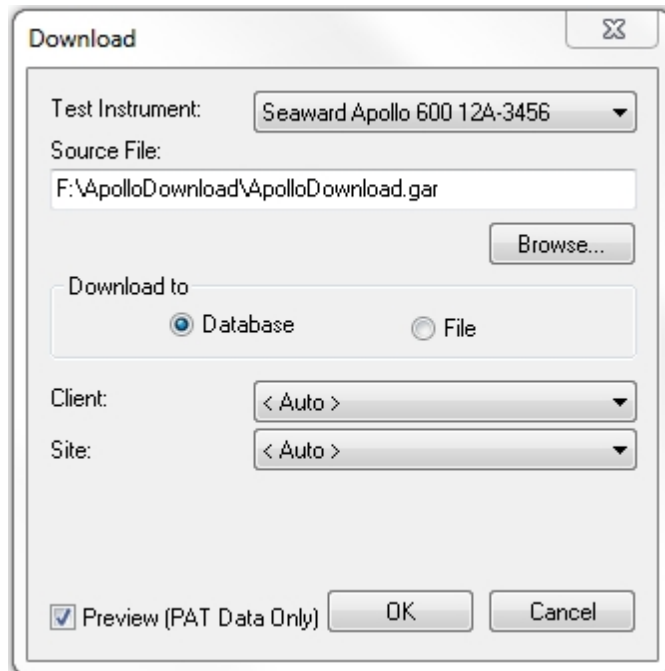 Download
Test Instrument: Seaward Apollo 600 12A-3456
Source File:
F:\ApolloDownload\ApolloDownload.gar
Browse...
Download to
Database File
Client: < Auto >
Site: < Auto >
Preview (PAT Data Only) OK Cancel